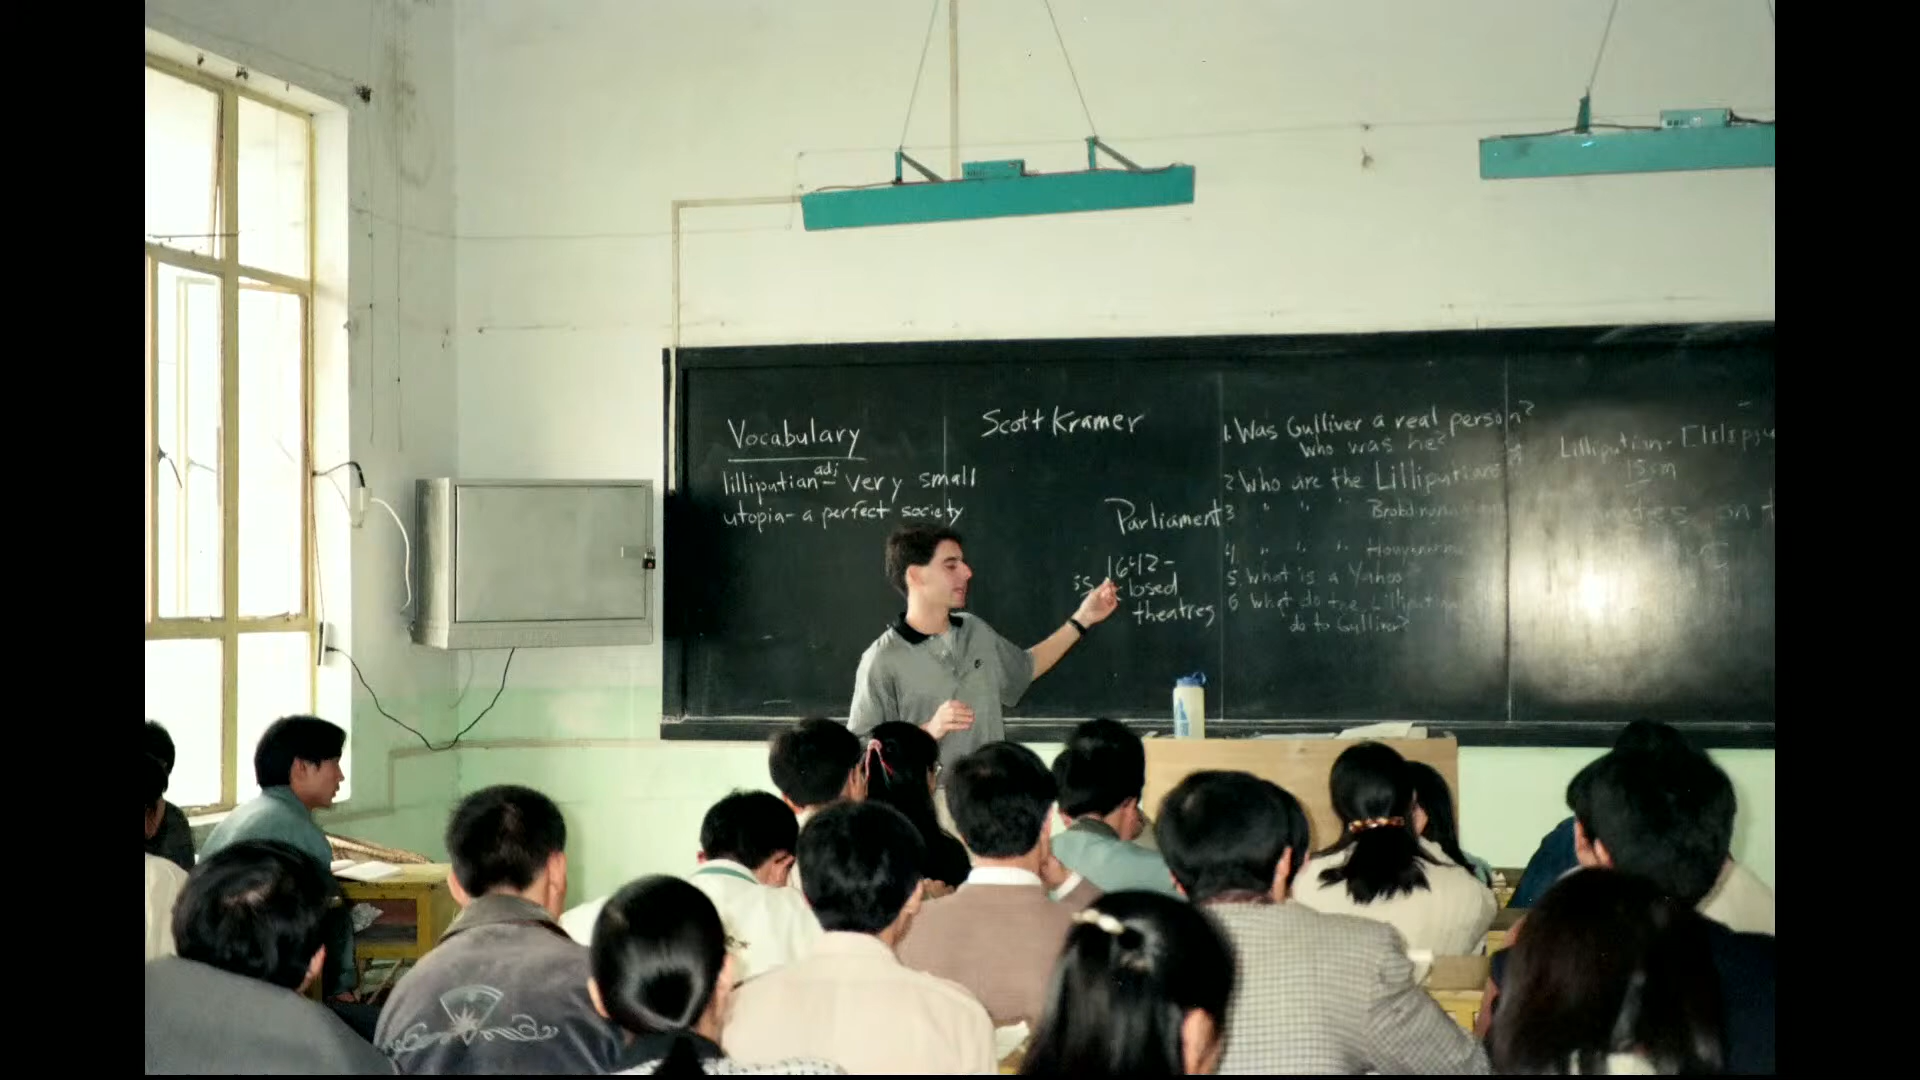 Vocabulary
lilliputian adj – very small
utopia – a perfect society
Scott Kramer
Parliament
1642 –
closed
theatres
1. Was Gulliver a real person?
Who was he?
2 Who are the Lilliputians
3 " " " 
4. " " "
5. What is a Yahoo
6 What do the Lilliputians
do to Gulliver?
Lilliputian -
15cm